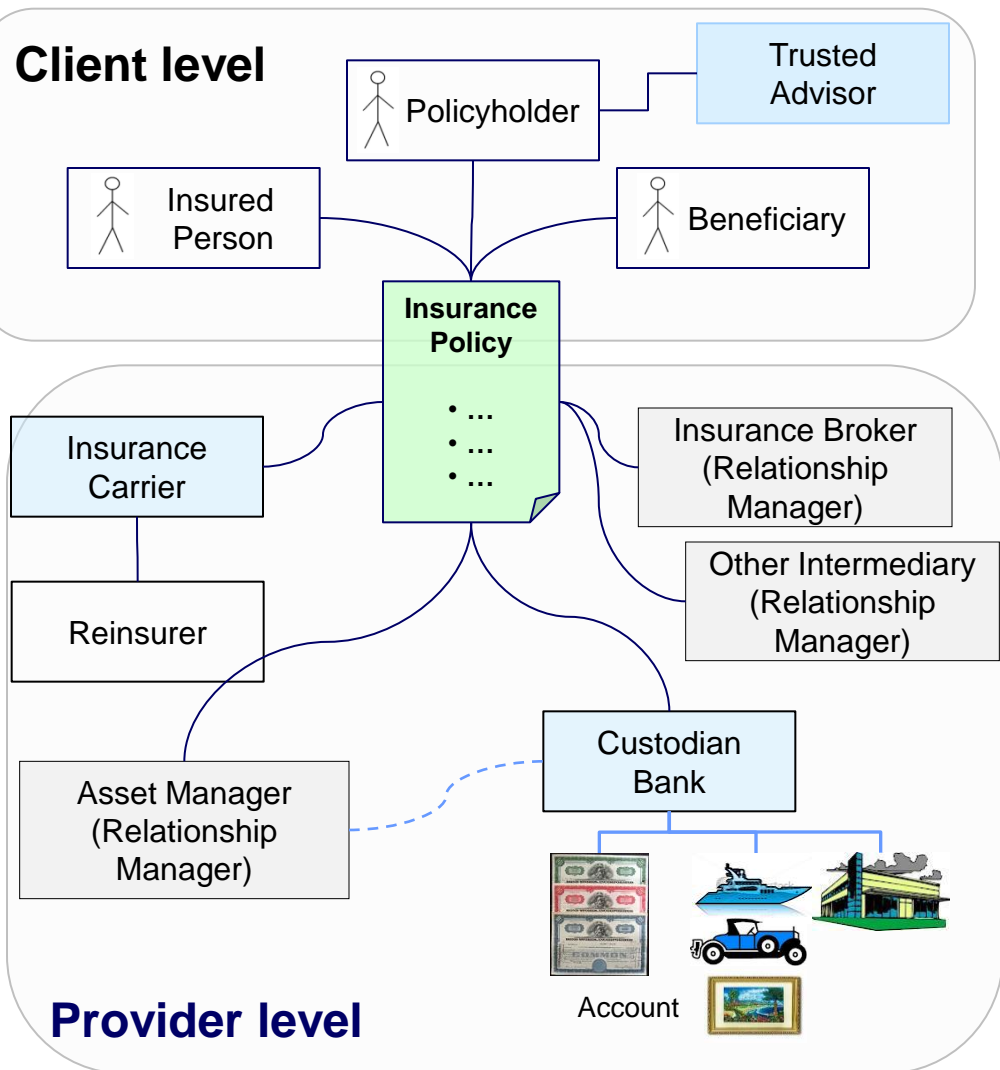 Client level
Trusted
Advisor
Policyholder
Insured
Person
Beneficiary
Insurance
Policy
• ...
• ...
• ...
Insurance
Carrier
Insurance Broker
(Relationship
Manager)
Other Intermediary
(Relationship
Manager)
Reinsurer
Custodian
Bank
Asset Manager
(Relationship
Manager)
COMMON
Account
Provider level